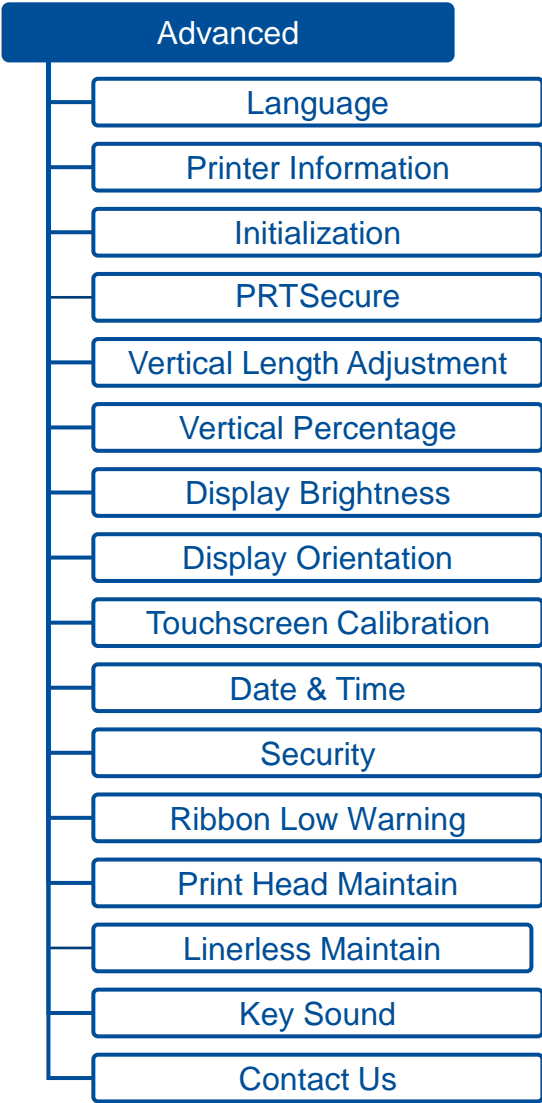 Advanced
Language
Printer Information
Initialization
PRTSecure
Vertical Length Adjustment
Vertical Percentage
Display Brightness
Display Orientation
Touchscreen Calibration
Date & Time
Security
Ribbon Low Warning
Print Head Maintain
Linerless Maintain
Key Sound
Contact Us